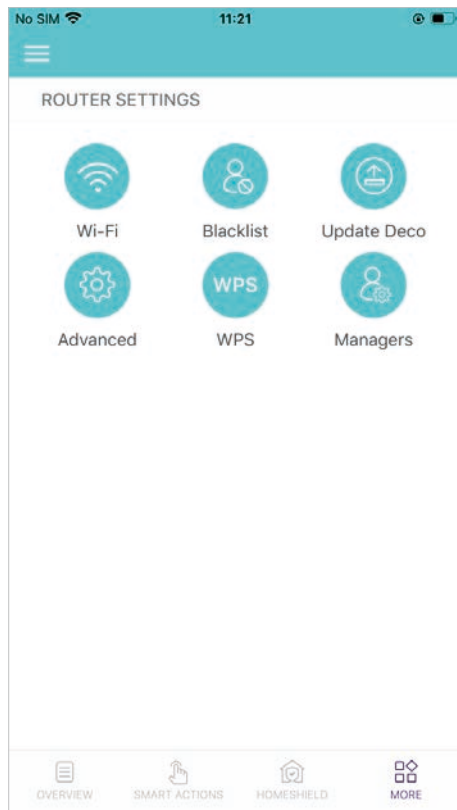 No SIM 11:21
ROUTER SETTINGS
Wi-Fi Blacklist Update Deco
WPS
Advanced WPS Managers
OVERVIEW SMART ACTIONS HOMESHIELD MORE